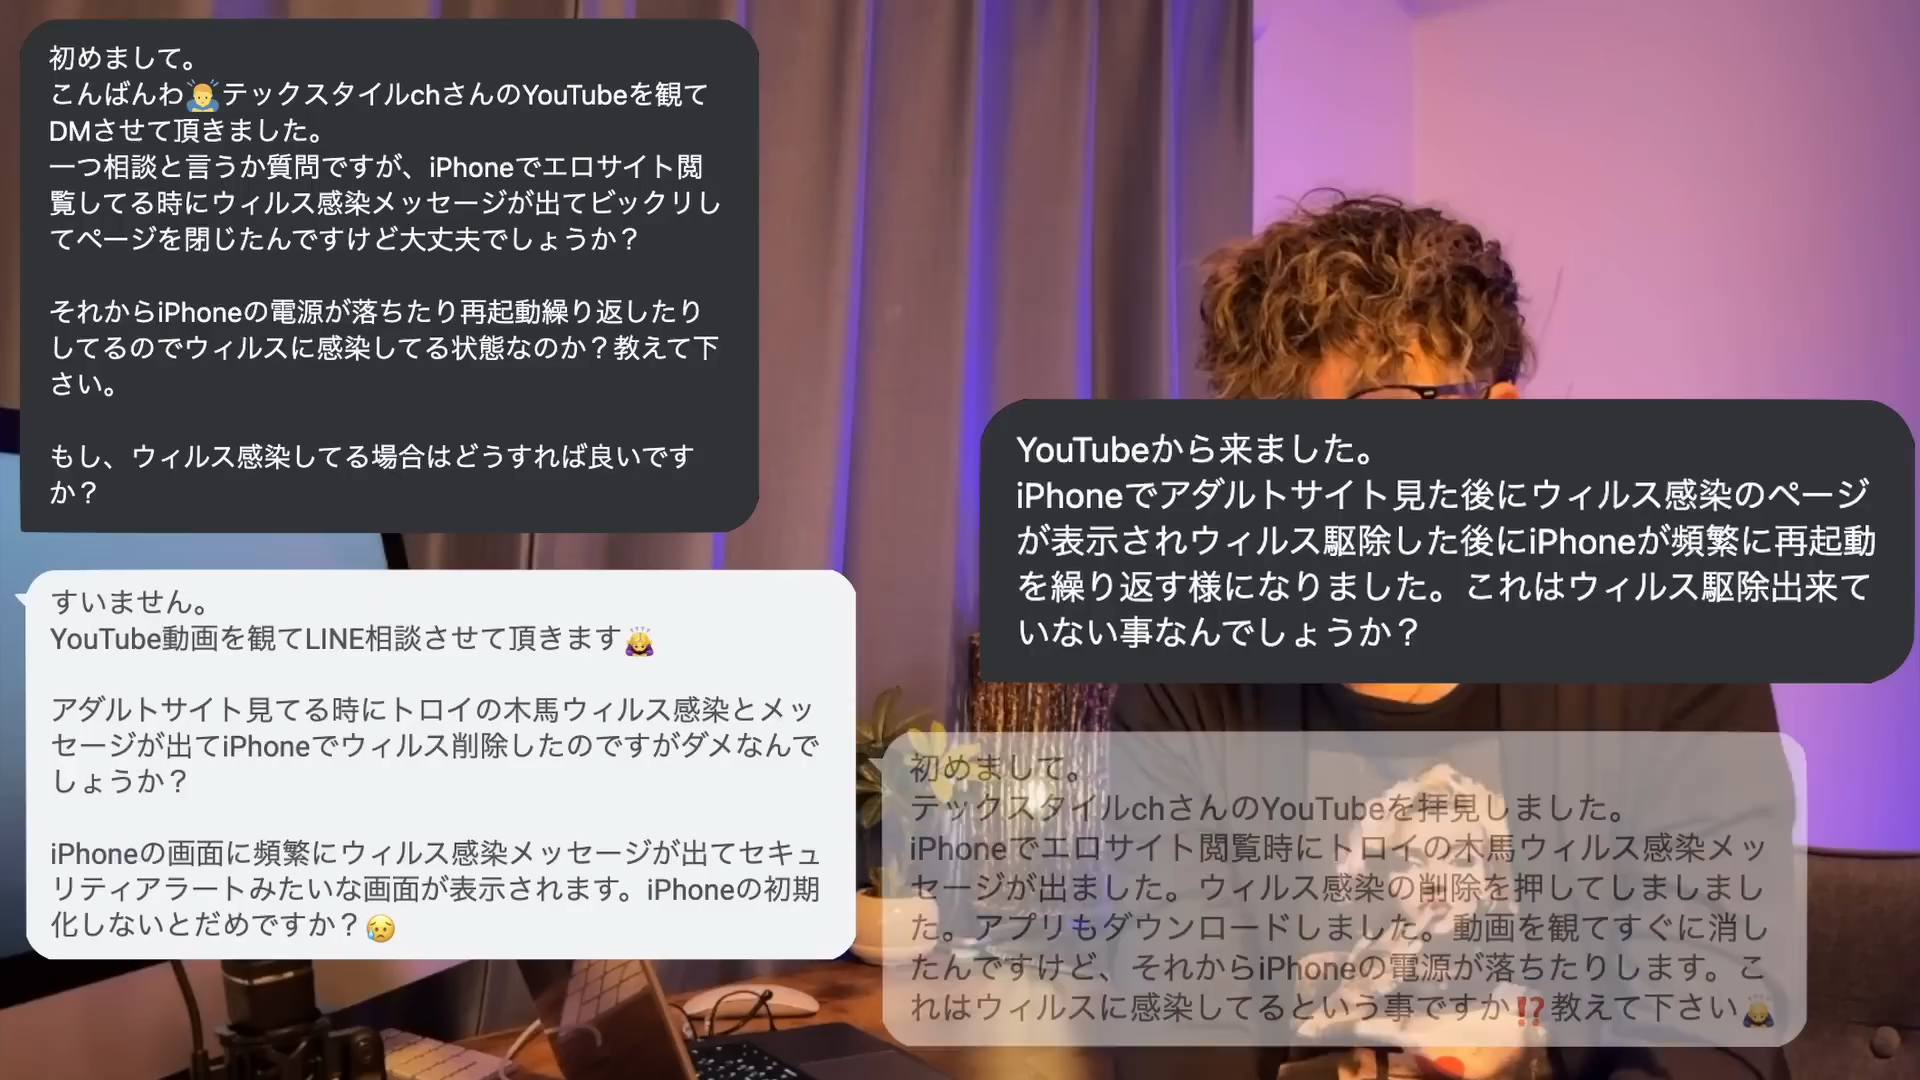 初めまして。
こんばんわ🙇‍♂️テックスタイルchさんのYouTubeを観て
DMさせて頂きました。
一つ相談と言うか質問ですが、iPhoneでエロサイト閲
覧してる時にウィルス感染メッセージが出てビックリし
てページを閉じたんですけど大丈夫でしょうか？
それからiPhoneの電源が落ちたり再起動繰り返したり
してるのでウィルスに感染してる状態なのか？教えて下
さい。
もし、ウィルス感染してる場合はどうすれば良いです
か？
すいません。
YouTube動画を観てLINE相談させて頂きます🙇‍♀️
アダルトサイト見てる時にトロイの木馬ウィルス感染とメッ
セージが出てiPhoneでウィルス削除したのですがダメなんで
しょうか？
iPhoneの画面に頻繁にウィルス感染メッセージが出てセキュ
リティアラートみたいな画面が表示されます。iPhoneの初期
化しないとだめですか？😥
YouTubeから来ました。
iPhoneでアダルトサイト見た後にウィルス感染のページ
が表示されウィルス駆除した後にiPhoneが頻繁に再起動
を繰り返す様になりました。これはウィルス駆除出来て
いない事なんでしょうか？
初めまして。
テックスタイルchさんのYouTubeを拝見しました。
iPhoneでエロサイト閲覧時にトロイの木馬ウィルス感染メッ
セージが出ました。ウィルス感染の削除を押してしましまし
た。アプリもダウンロードしました。動画を観てすぐに消し
たんですけど、それからiPhoneの電源が落ちたりします。こ
れはウィルスに感染してるという事ですか⁉️教えて下さい🙇‍♀️